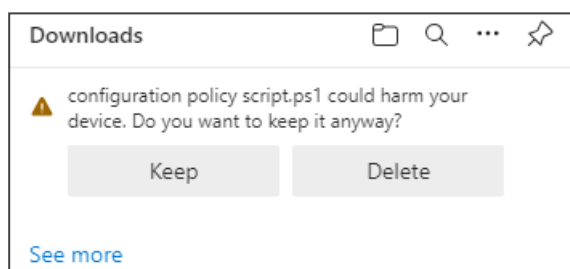 Downloads
configuration policy script.ps1 could harm your
device. Do you want to keep it anyway?
Keep Delete
See more